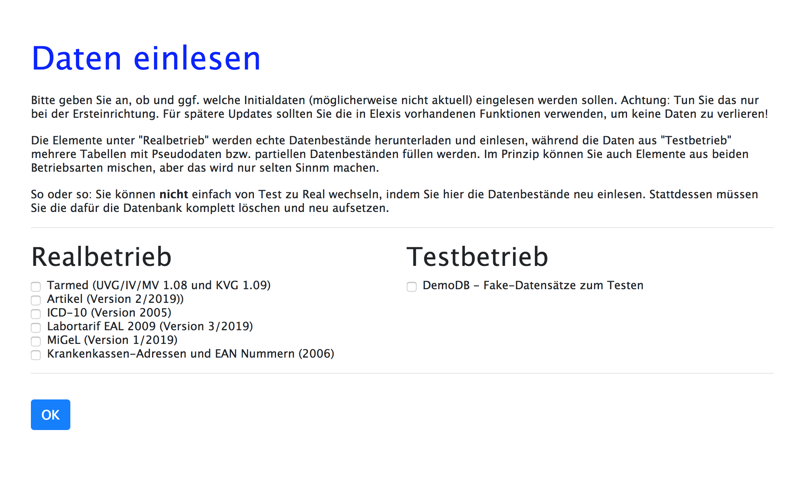 Daten einlesen
Bitte geben Sie an, ob und ggf. welche Initialdaten (möglicherweise nicht aktuell) eingelesen werden sollen. Achtung: Tun Sie das nur
bei der Ersteinrichtung. Für spätere Updates sollten Sie die in Elexis vorhandenen Funktionen verwenden, um keine Daten zu verlieren!
Die Elemente unter "Realbetrieb" werden echte Datenbestände herunterladen und einlesen, während die Daten aus "Testbetrieb"
mehrere Tabellen mit Pseudodaten bzw. partiellen Datenbeständen füllen werden. Im Prinzip können Sie auch Elemente aus beiden
Betriebsarten mischen, aber das wird nur selten Sinnm machen.
So oder so: Sie können nicht einfach von Test zu Real wechseln, indem Sie hier die Datenbestände neu einlesen. Stattdessen müssen
Sie die dafür die Datenbank komplett löschen und neu aufsetzen.
Realbetrieb
Tarmed (UVG/IV/MV 1.08 und KVG 1.09)
Artikel (Version 2/2019))
ICD-10 (Version 2005)
Labortarif EAL 2009 (Version 3/2019)
MiGeL (Version 1/2019)
Krankenkassen-Adressen und EAN Nummern (2006)
Testbetrieb
DemoDB - Fake-Datensätze zum Testen
OK